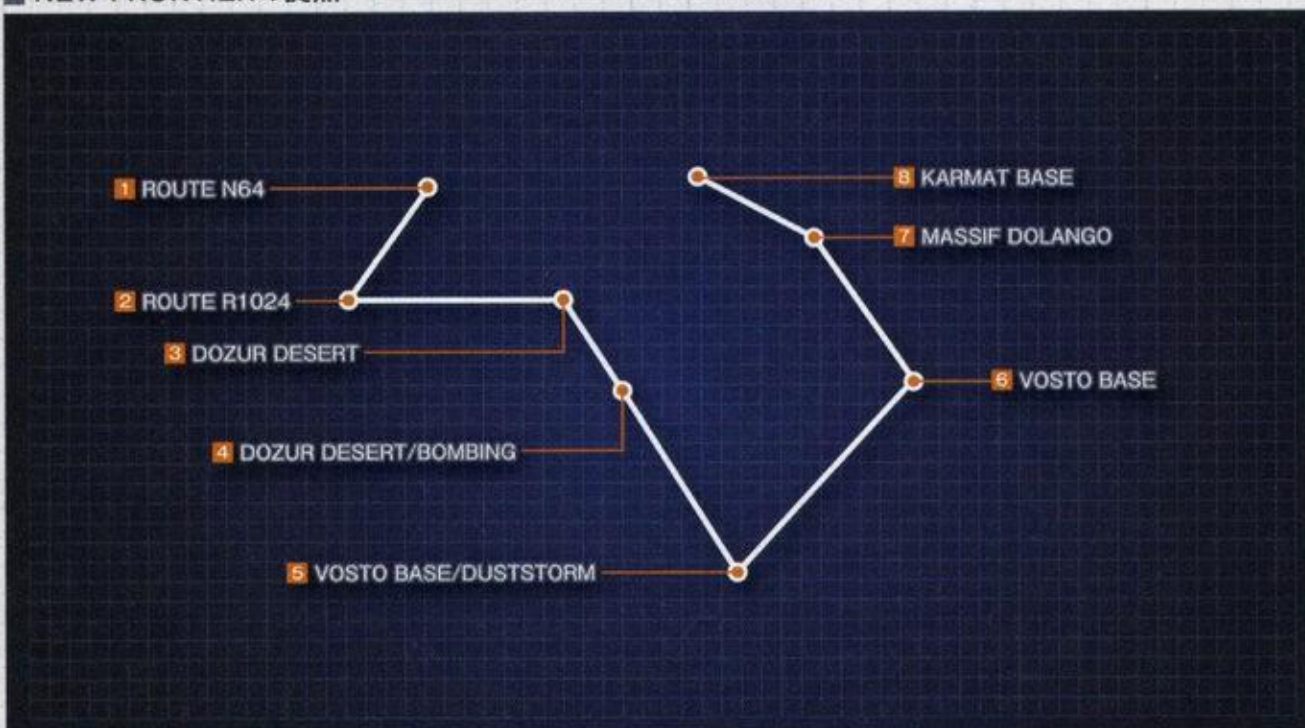 1 ROUTE N64
2 ROUTE R1024
3 DOZUR DESERT
4 DOZUR DESERT/BOMBING
5 VOSTO BASE/DUSTSTORM
6 VOSTO BASE
7 MASSIF DOLANGO
8 KARMAT BASE